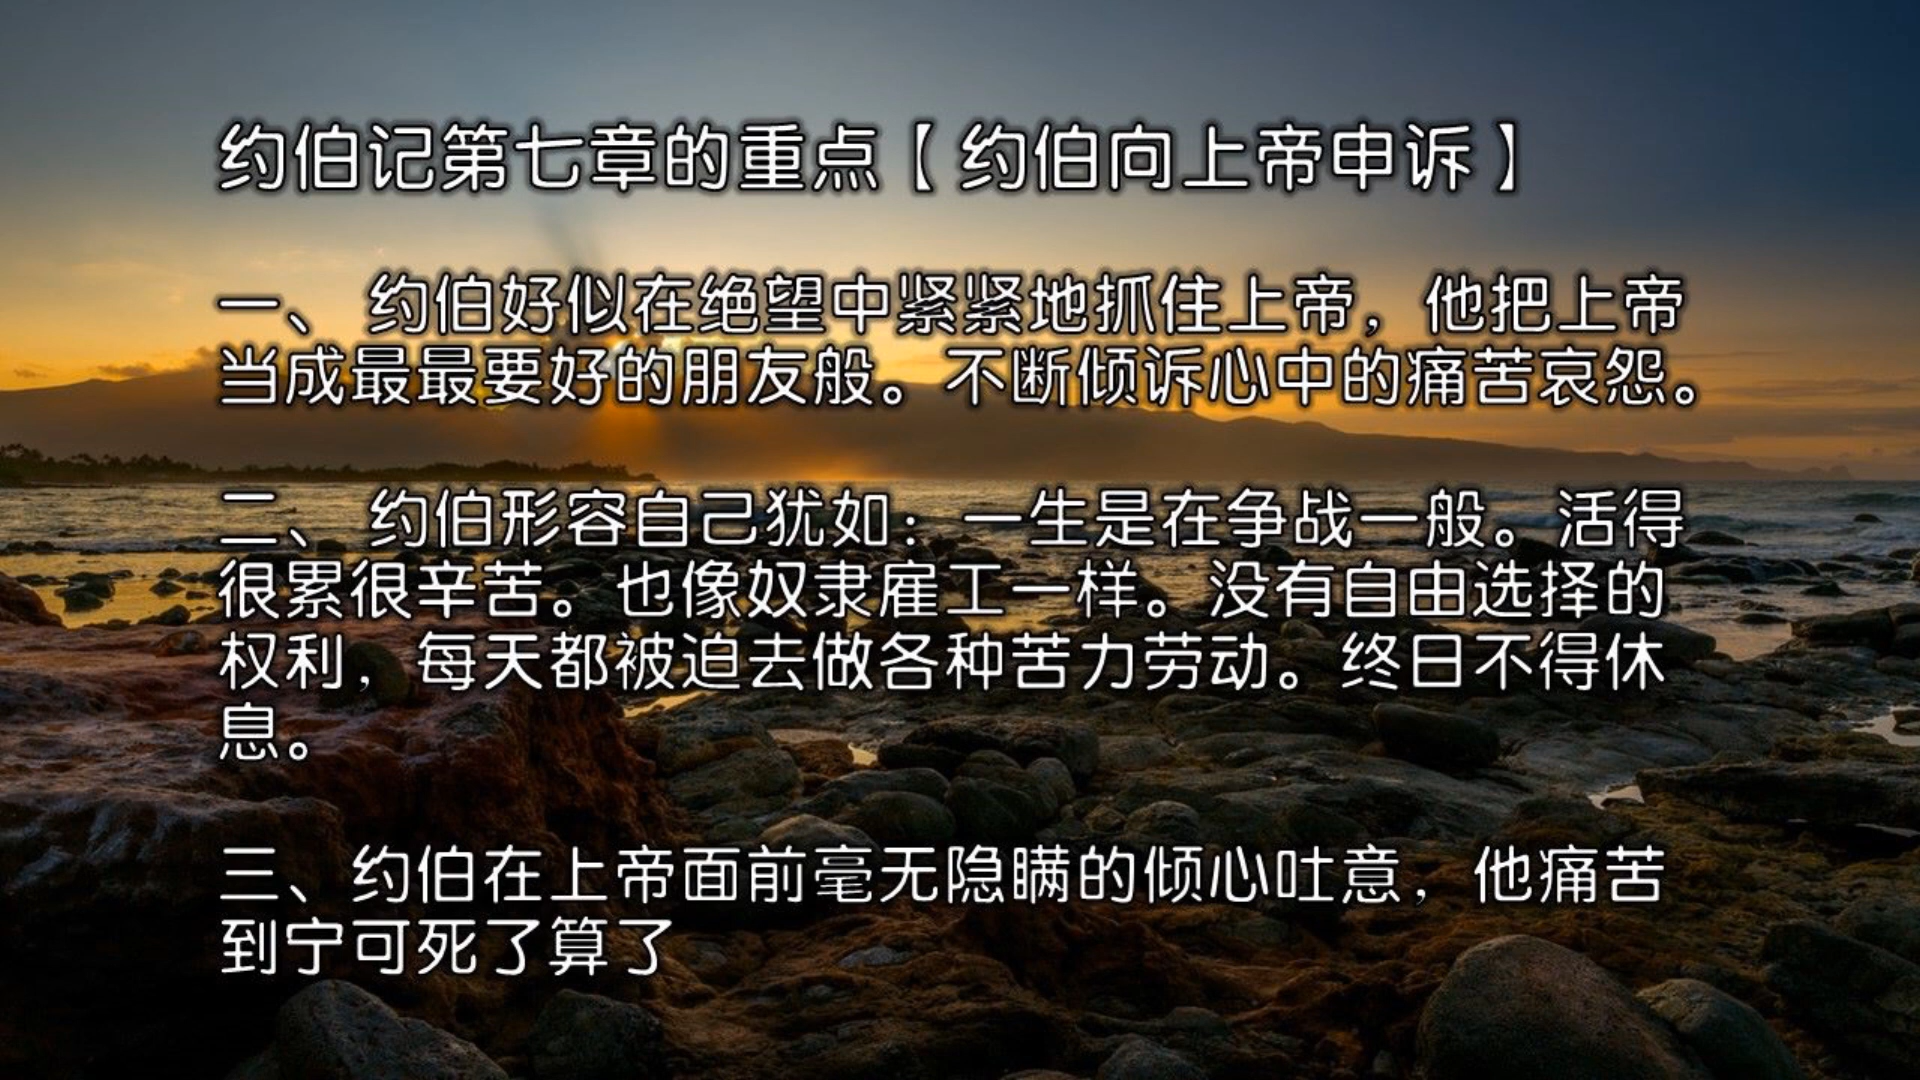 约伯记第七章的重点【约伯向上帝申诉】
一、 约伯好似在绝望中紧紧地抓住上帝，他把上帝
当成最最要好的朋友般。不断倾诉心中的痛苦哀怨。
二、 约伯形容自己犹如：一生是在争战一般。活得
很累很辛苦。也像奴隶雇工一样。没有自由选择的
权利，每天都被迫去做各种苦力劳动。终日不得休
息。
三、约伯在上帝面前毫无隐瞒的倾心吐意，他痛苦
到宁可死了算了